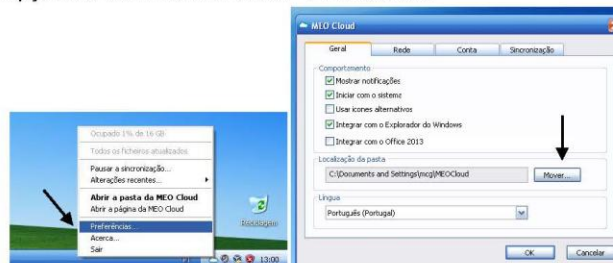 Ocupado 1% de 16 GB
Todos os ficheiros atualizados
Pausar a sincronização...
Alterações recentes...
Abrir a pasta da MEO Cloud
Abrir a página da MEO Cloud
Preferências...
Acerca...
Sair
Reciclagem
13:00
MEO Cloud
Geral Rede Conta Sincronização
Comportamento
Mostrar notificações
Iniciar com o sistema
Usar icones alternativos
Integrar com o Explorador do Windows
Integrar com o Office 2013
Localização da pasta
C:\Documents and Settings\mcg\MEOCloud Mover...
Língua
Português (Portugal)
OK Cancelar